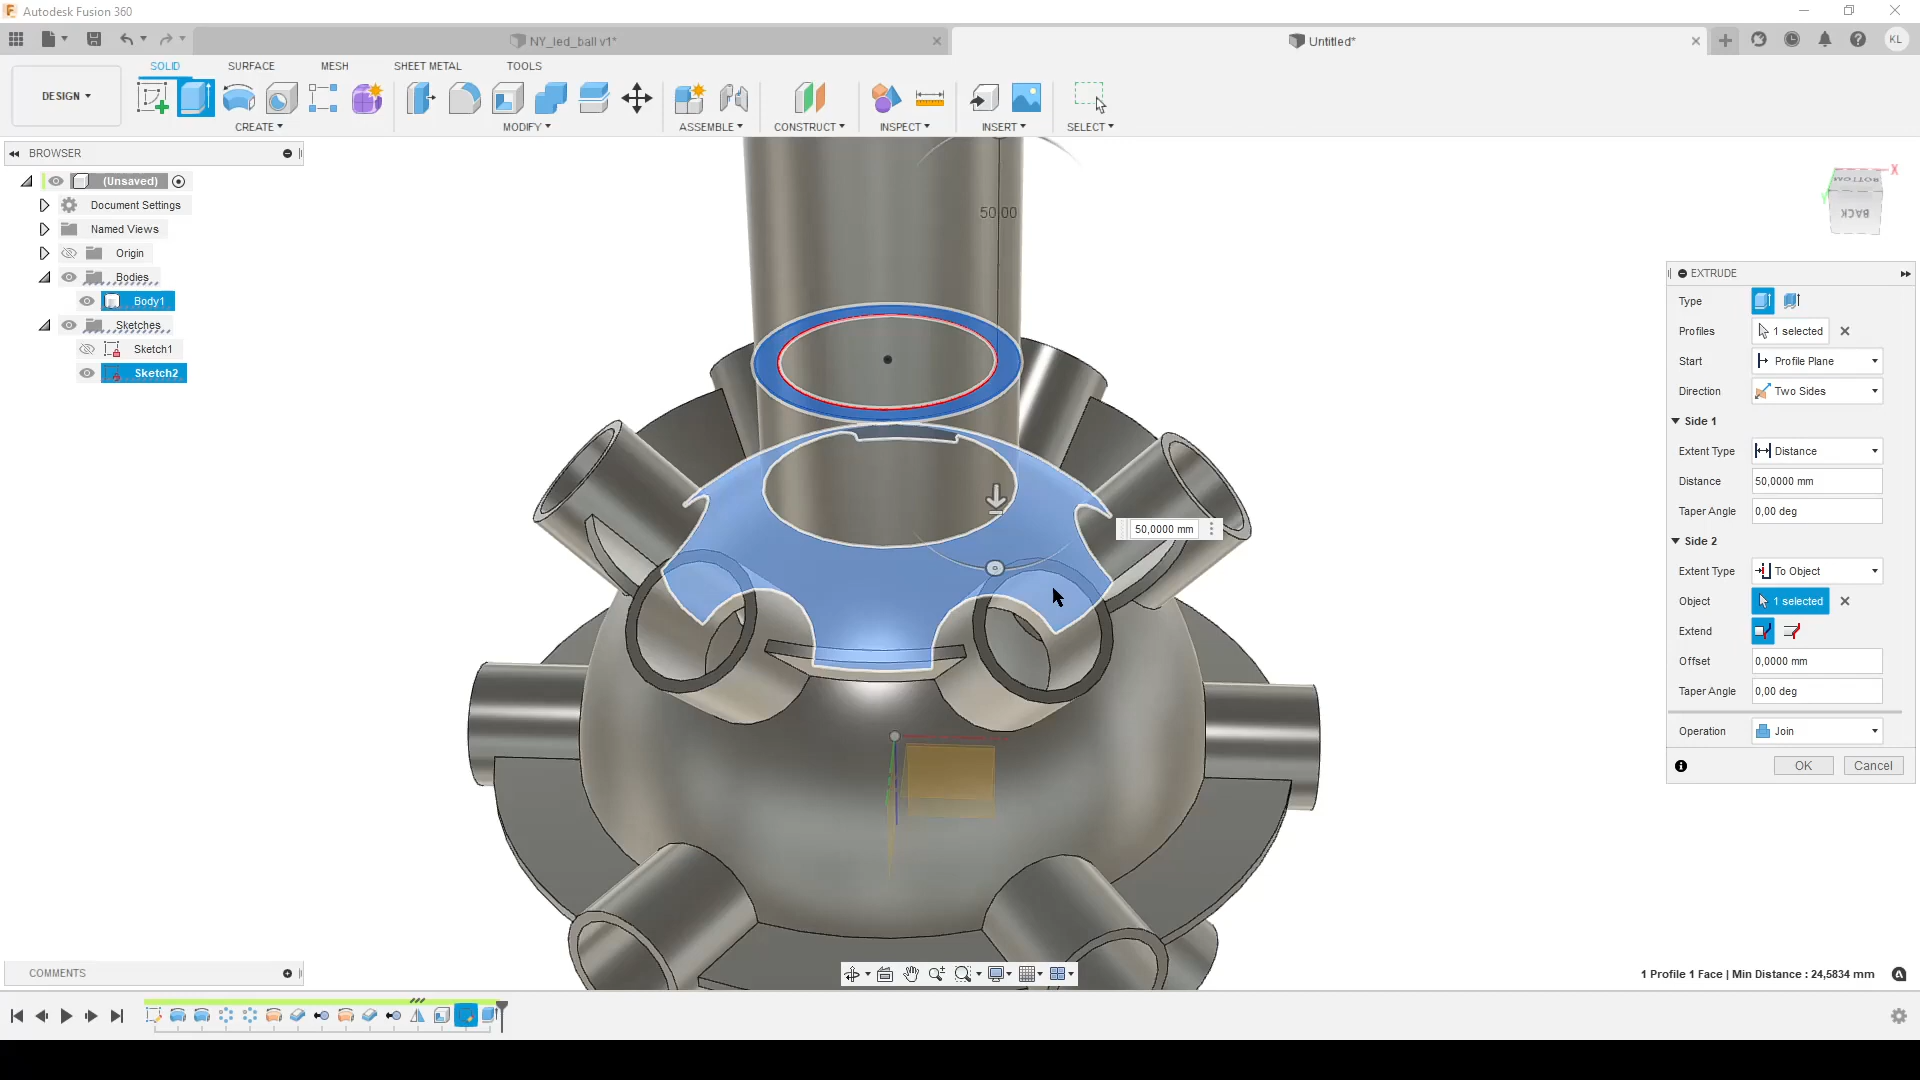 Autodesk Fusion 360
NY_led_ball v1*
Untitled*
KL
DESIGN
SOLID
SURFACE
MESH
SHEET METAL
TOOLS
CREATE
MODIFY
ASSEMBLE
CONSTRUCT
INSPECT
INSERT
SELECT
BROWSER
(Unsaved)
Document Settings
Named Views
Origin
Bodies
Body1
Sketches
Sketch1
Sketch2
50,00
50,0000 mm
BOTTOM
BACK
X
Y
EXTRUDE
Type
Profiles 1 selected
Start Profile Plane
Direction Two Sides
Side 1
Extent Type Distance
Distance 50,0000 mm
Taper Angle 0,00 deg
Side 2
Extent Type To Object
Object 1 selected
Extend
Offset 0,0000 mm
Taper Angle 0,00 deg
Operation Join
OK Cancel
COMMENTS
1 Profile 1 Face | Min Distance : 24,5834 mm